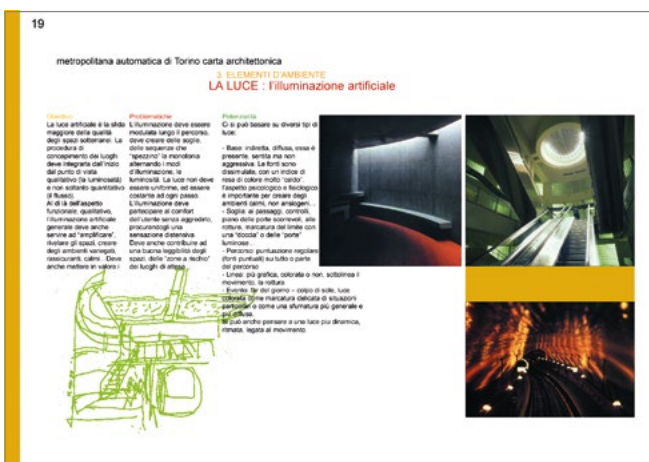 19
metropolitana automatica di Torino carta architettonica
3 ELEMENTI D'AMBIENTE
LA LUCE : l'illuminazione artificiale
Obiettivi
La luce artificiale è la sfida
maggiore della qualità
degli spazi sotterranei. La
procedura di
concepimento dei luoghi
deve integrarla dall'inizio
dal punto di vista
qualitativo (la luminosità)
e non soltanto quantitativo
(il flusso).
Al di là dell'aspetto
funzionale, qualitativo,
l'illuminazione artificiale
generale deve anche
servire ad "amplificare",
rivelare gli spazi, creare
degli ambienti variegati,
rassicuranti, calmi . Deve
anche mettere in valore i
Problematiche
L'illuminazione deve essere
modulata lungo il percorso,
deve creare delle soglie,
delle sequenze che
"spezzino" la monotonia
alternando i modi
d'illuminazione, le
luminosità. La luce non deve
essere uniforme, ed essere
costante ad ogni passo.
L'illuminazione deve
partecipare al comfort
dell'utente senza aggredirlo,
procurandogli una
sensazione distensiva.
Deve anche contribuire ad
una buona leggibilità degli
spazi, delle "zone a rischio"
dei luoghi di attesa
Potenzialità
Ci si può basare su diversi tipi di
luce:
- Base: indiretta, diffusa, essa è
presente, sentita ma non
aggressiva. Le fonti sono
dissimulate, con un indice di
resa di colore molto "caldo",
l'aspetto psicologico e fisiologico
è importante per creare degli
ambienti calmi, non ansiogeni...
- Soglia: ai passaggi, controlli,
piano delle porte scorrevoli, alle
rotture, marcatura del limite con
una "doccia" o delle "porte"
luminose...
- Percorso: puntuazione regolare
(fonti puntuali) su tutto o parte
del percorso
- Linea: più grafica, colorata o non, sottolinea il
movimento, la rottura
- Evento: far del giorno – colpo di sole, luce
colorata come marcatura delicata di situazioni
particolari o come una sfumatura più generale e
più diffusa.
Si può anche pensare a una luce più dinamica,
ritmata, legata al movimento.